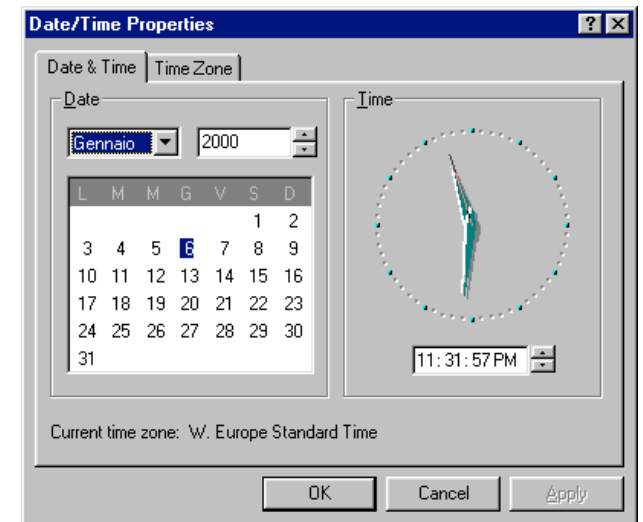 Date/Time Properties
Date & Time Time Zone
Date
Gennaio 2000
L M M G V S D
1 2
3 4 5 6 7 8 9
10 11 12 13 14 15 16
17 18 19 20 21 22 23
24 25 26 27 28 29 30
31
Time
11:31:57 PM
Current time zone: W. Europe Standard Time
OK Cancel Apply